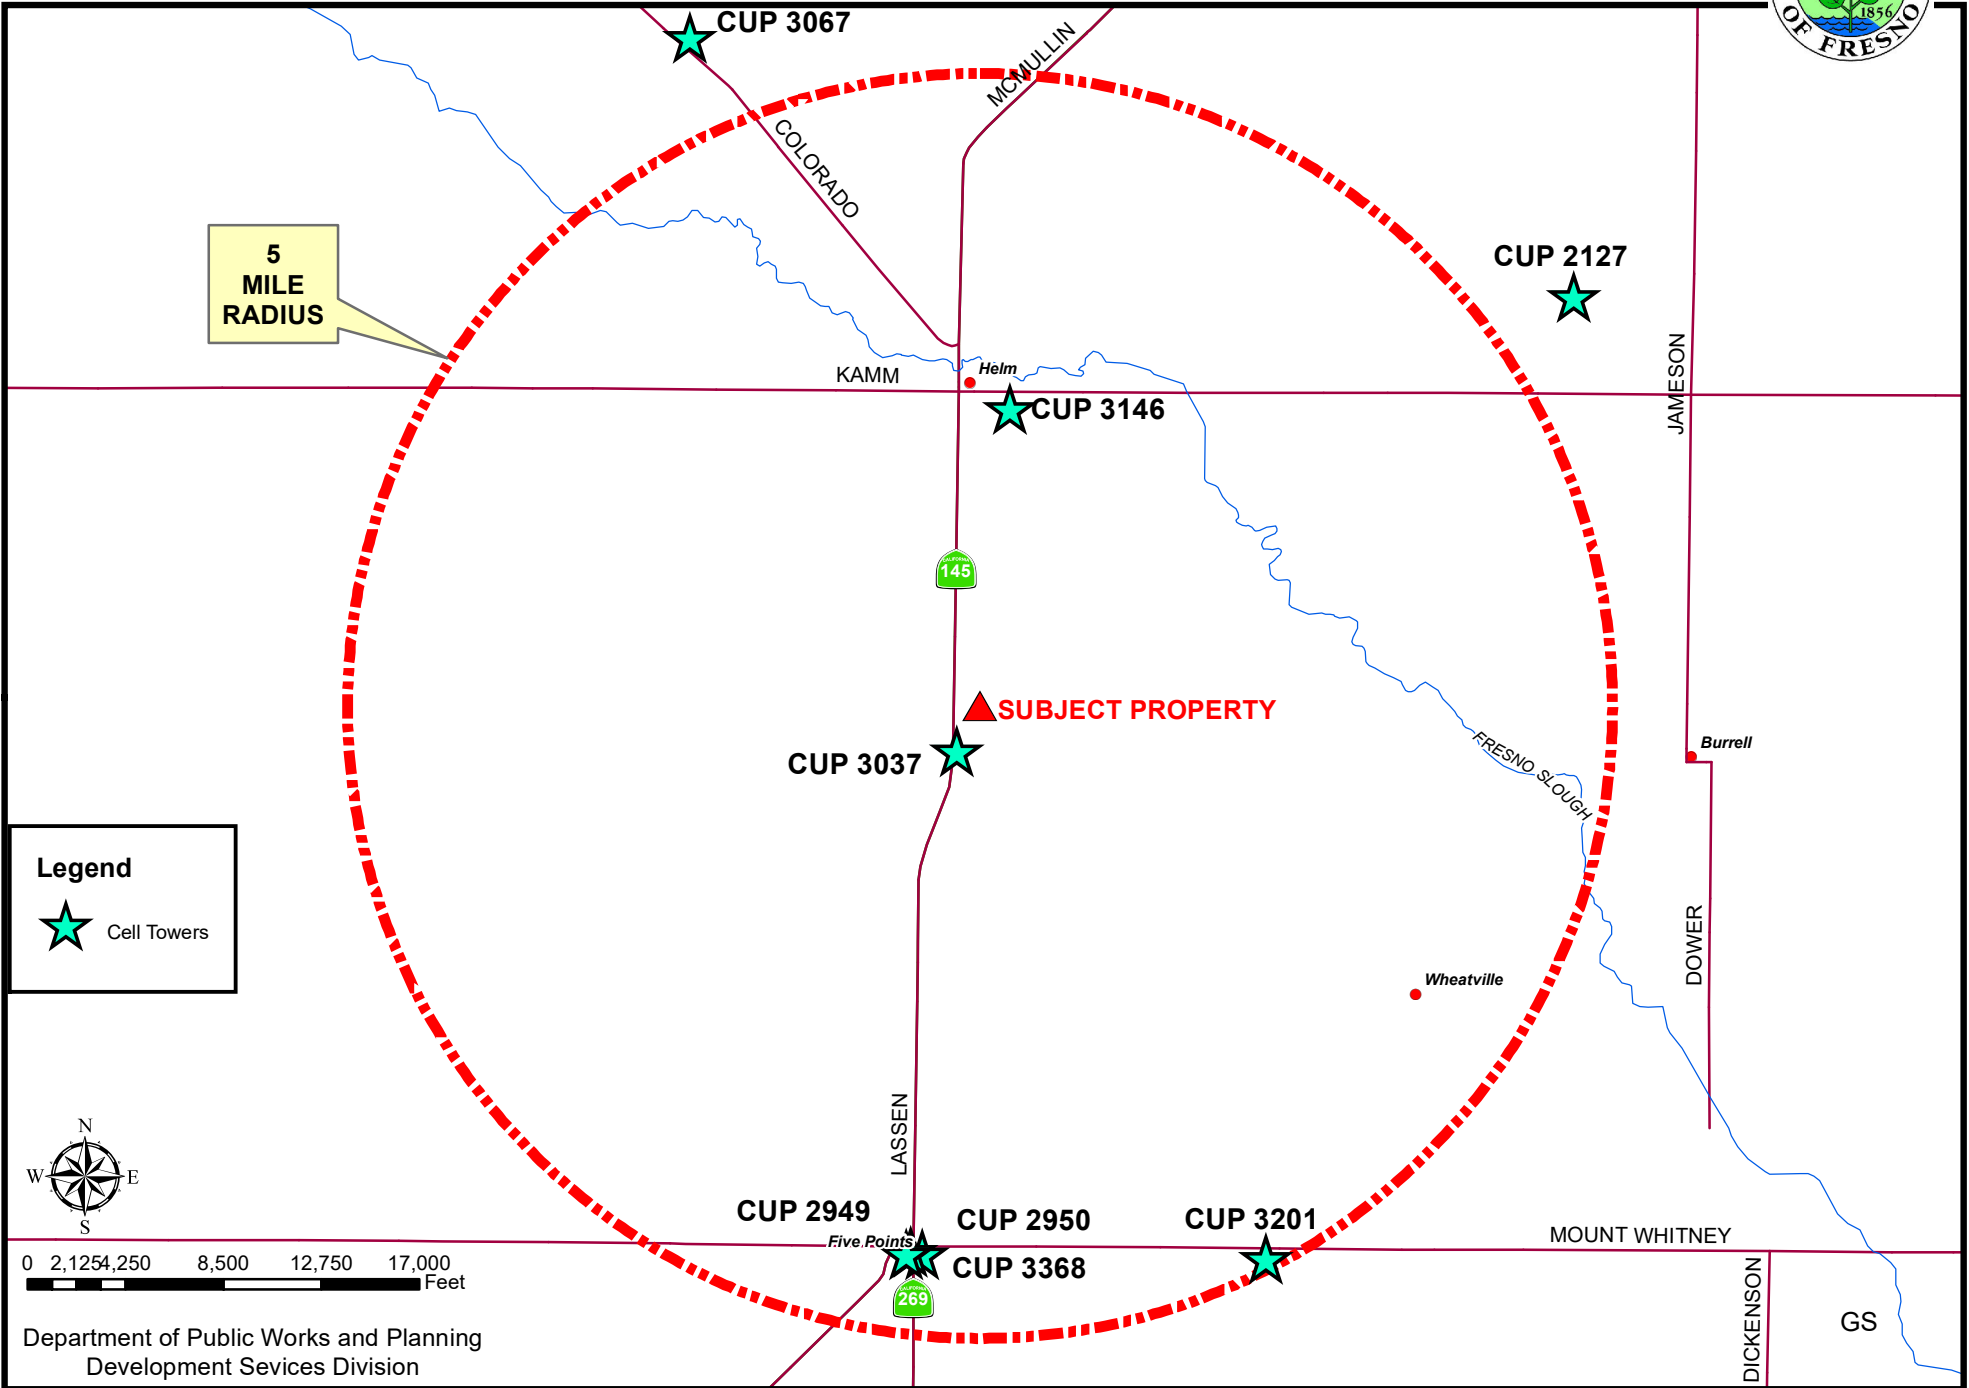 CUP 3067
MCMULLIN
1856
OF FRESNO
COLORADO
5
MILE
RADIUS
CUP 2127
KAMM
Helm
JAMESON
CUP 3146
CALIFORNIA
145
SUBJECT PROPERTY
CUP 3037
FRESNO SLOUGH
Burrell
Legend
Cell Towers
DOWER
Wheatville
LASSEN
N
W E
S
CUP 2949
CUP 2950
CUP 3201
Five Points
MOUNT WHITNEY
CUP 3368
0 2,1254,250 8,500 12,750 17,000
Feet
CALIFORNIA
269
DICKENSON
GS
Department of Public Works and Planning
Development Sevices Division